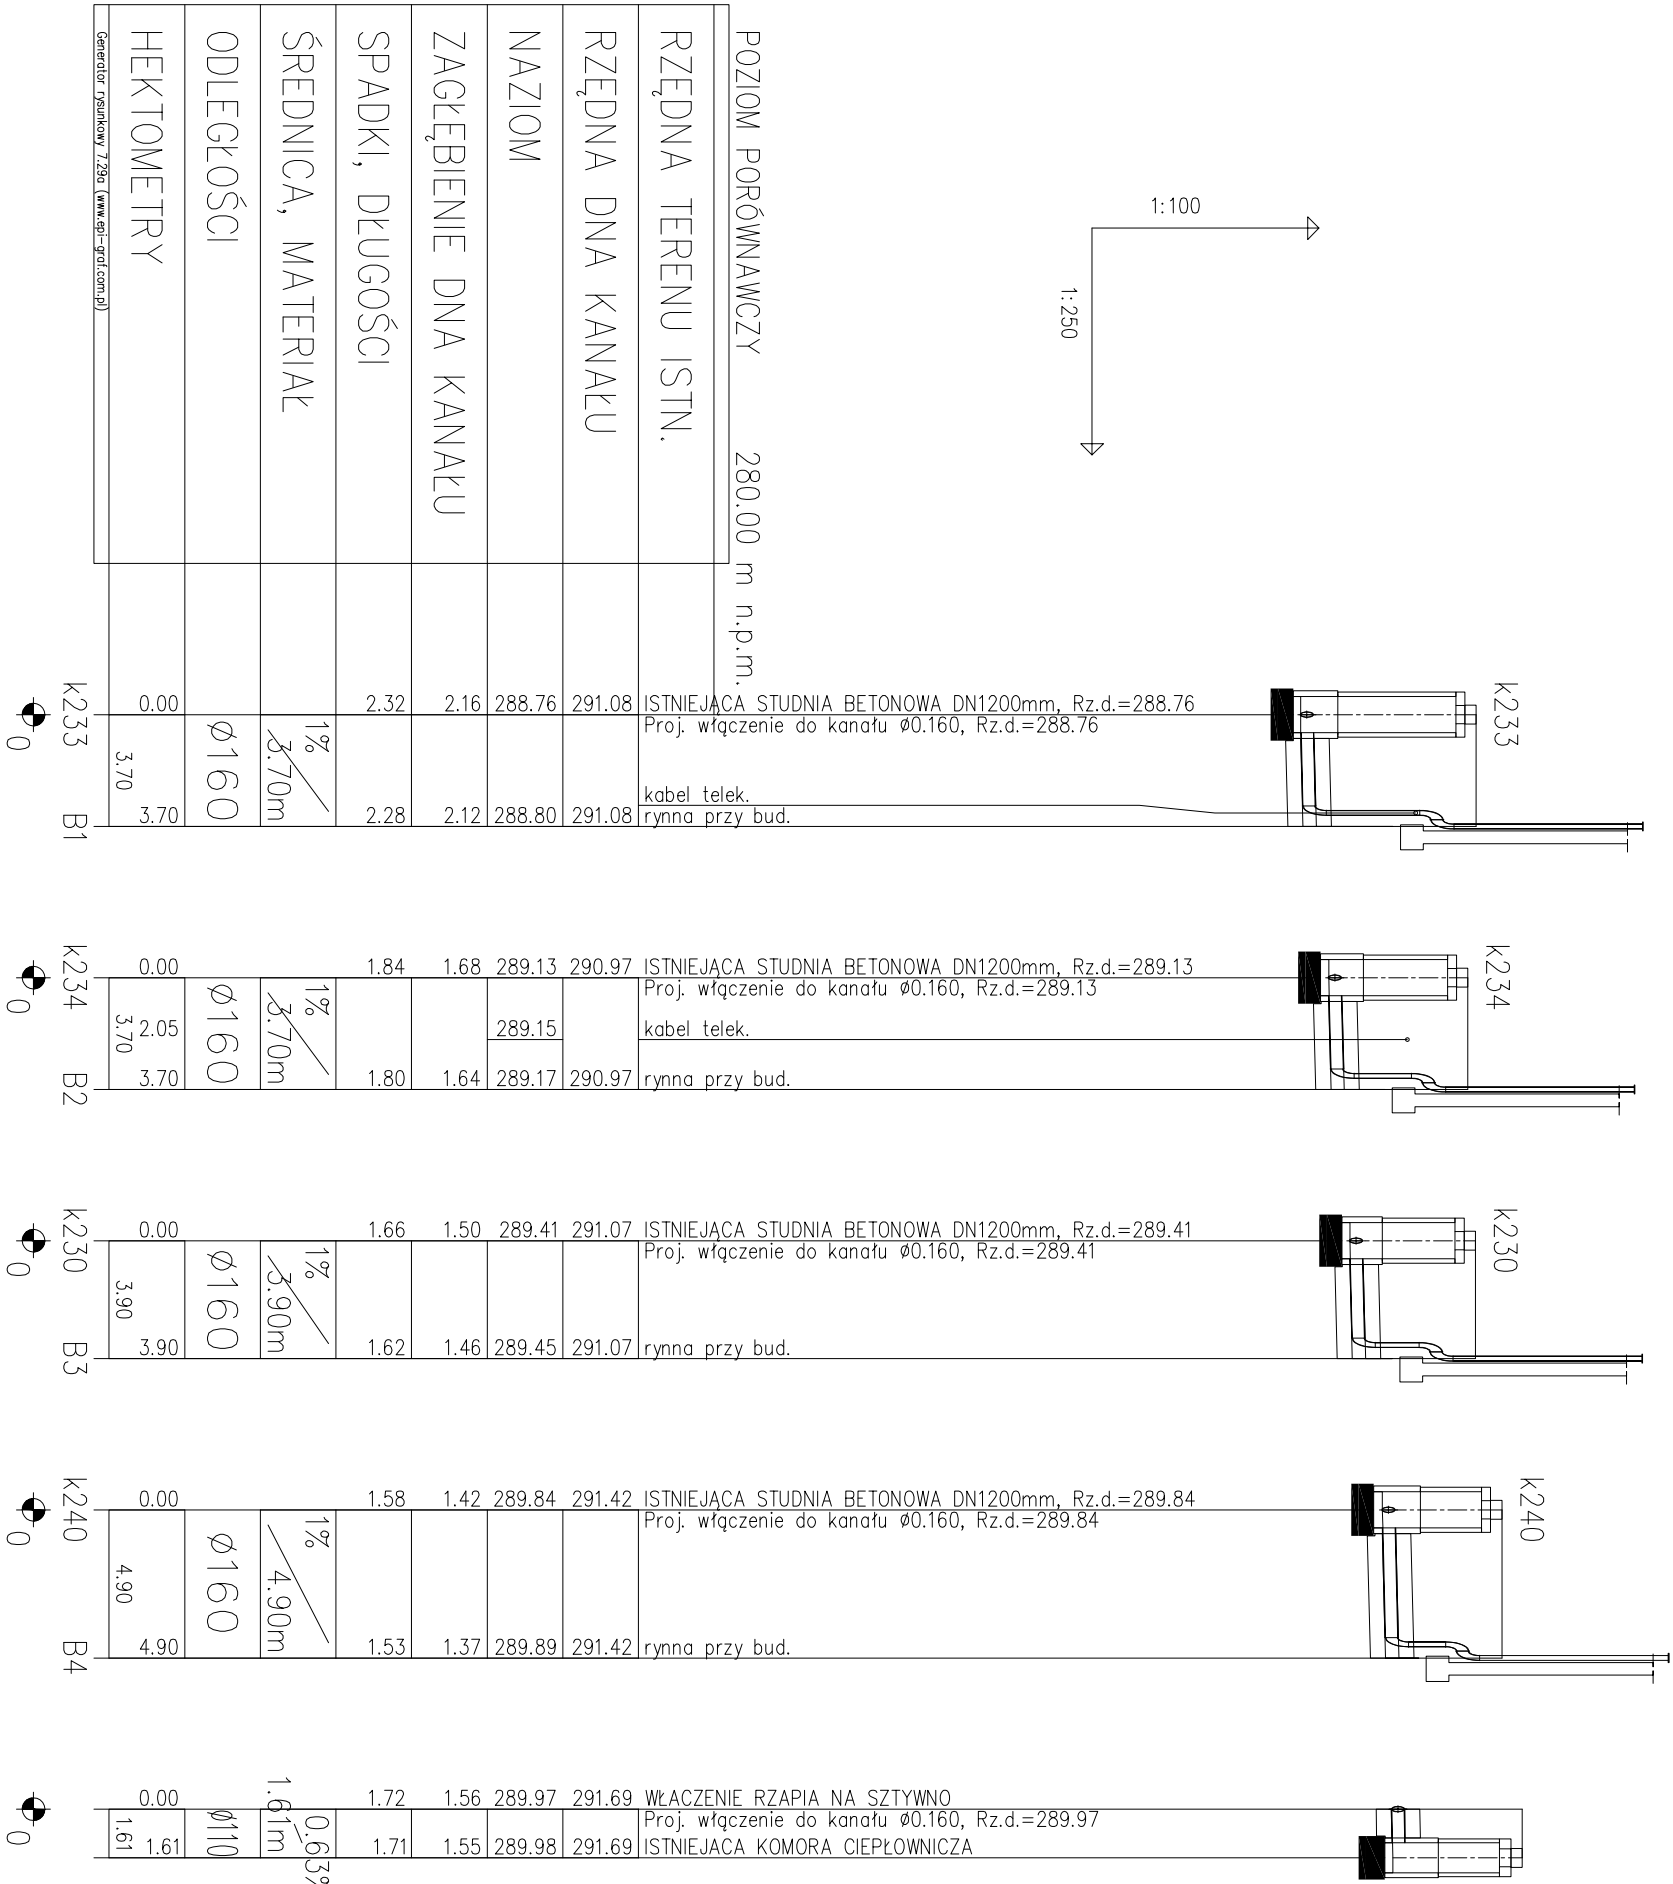 1:100
1:250
POZIOM PORÓWNAWCZY 280.00 m n.p.m.
RZĘDNA TERENU ISTN.
RZĘDNA DNA KANAŁU
NAZIOM
ZAGŁĘBIENIE DNA KANAŁU
SPADKI, DŁUGOŚCI
ŚREDNICA, MATERIAŁ
ODLEGŁOŚCI
HEKTOMETRY
Generator rysunkowy 7.29a (www.epi-graf.com.pl)
k233
k233 0.00 2.32 2.16 288.76 291.08 ISTNIEJĄCA STUDNIA BETONOWA DN1200mm, Rz.d.=288.76
Proj. włączenie do kanału ø0.160, Rz.d.=288.76
0
3.70
ø160
1%
3.70m
kabel telek.
B1 3.70 2.28 2.12 288.80 291.08 rynna przy bud.
k234
k234 0.00 1.84 1.68 289.13 290.97 ISTNIEJĄCA STUDNIA BETONOWA DN1200mm, Rz.d.=289.13
Proj. włączenie do kanału ø0.160, Rz.d.=289.13
0
3.70
ø160
1%
3.70m
2.05 289.15 kabel telek.
B2 3.70 1.80 1.64 289.17 290.97 rynna przy bud.
k230
k230 0.00 1.66 1.50 289.41 291.07 ISTNIEJĄCA STUDNIA BETONOWA DN1200mm, Rz.d.=289.41
Proj. włączenie do kanału ø0.160, Rz.d.=289.41
0
3.90
ø160
1%
3.90m
B3 3.90 1.62 1.46 289.45 291.07 rynna przy bud.
k240
k240 0.00 1.58 1.42 289.84 291.42 ISTNIEJĄCA STUDNIA BETONOWA DN1200mm, Rz.d.=289.84
Proj. włączenie do kanału ø0.160, Rz.d.=289.84
0
4.90
ø160
1%
4.90m
B4 4.90 1.53 1.37 289.89 291.42 rynna przy bud.
0.00 1.72 1.56 289.97 291.69 WŁACZENIE RZAPIA NA SZTYWNO
Proj. włączenie do kanału ø0.160, Rz.d.=289.97
0
1.61
ø110
0.63%
1.61m
1.61 1.71 1.55 289.98 291.69 ISTNIEJACA KOMORA CIEPŁOWNICZA